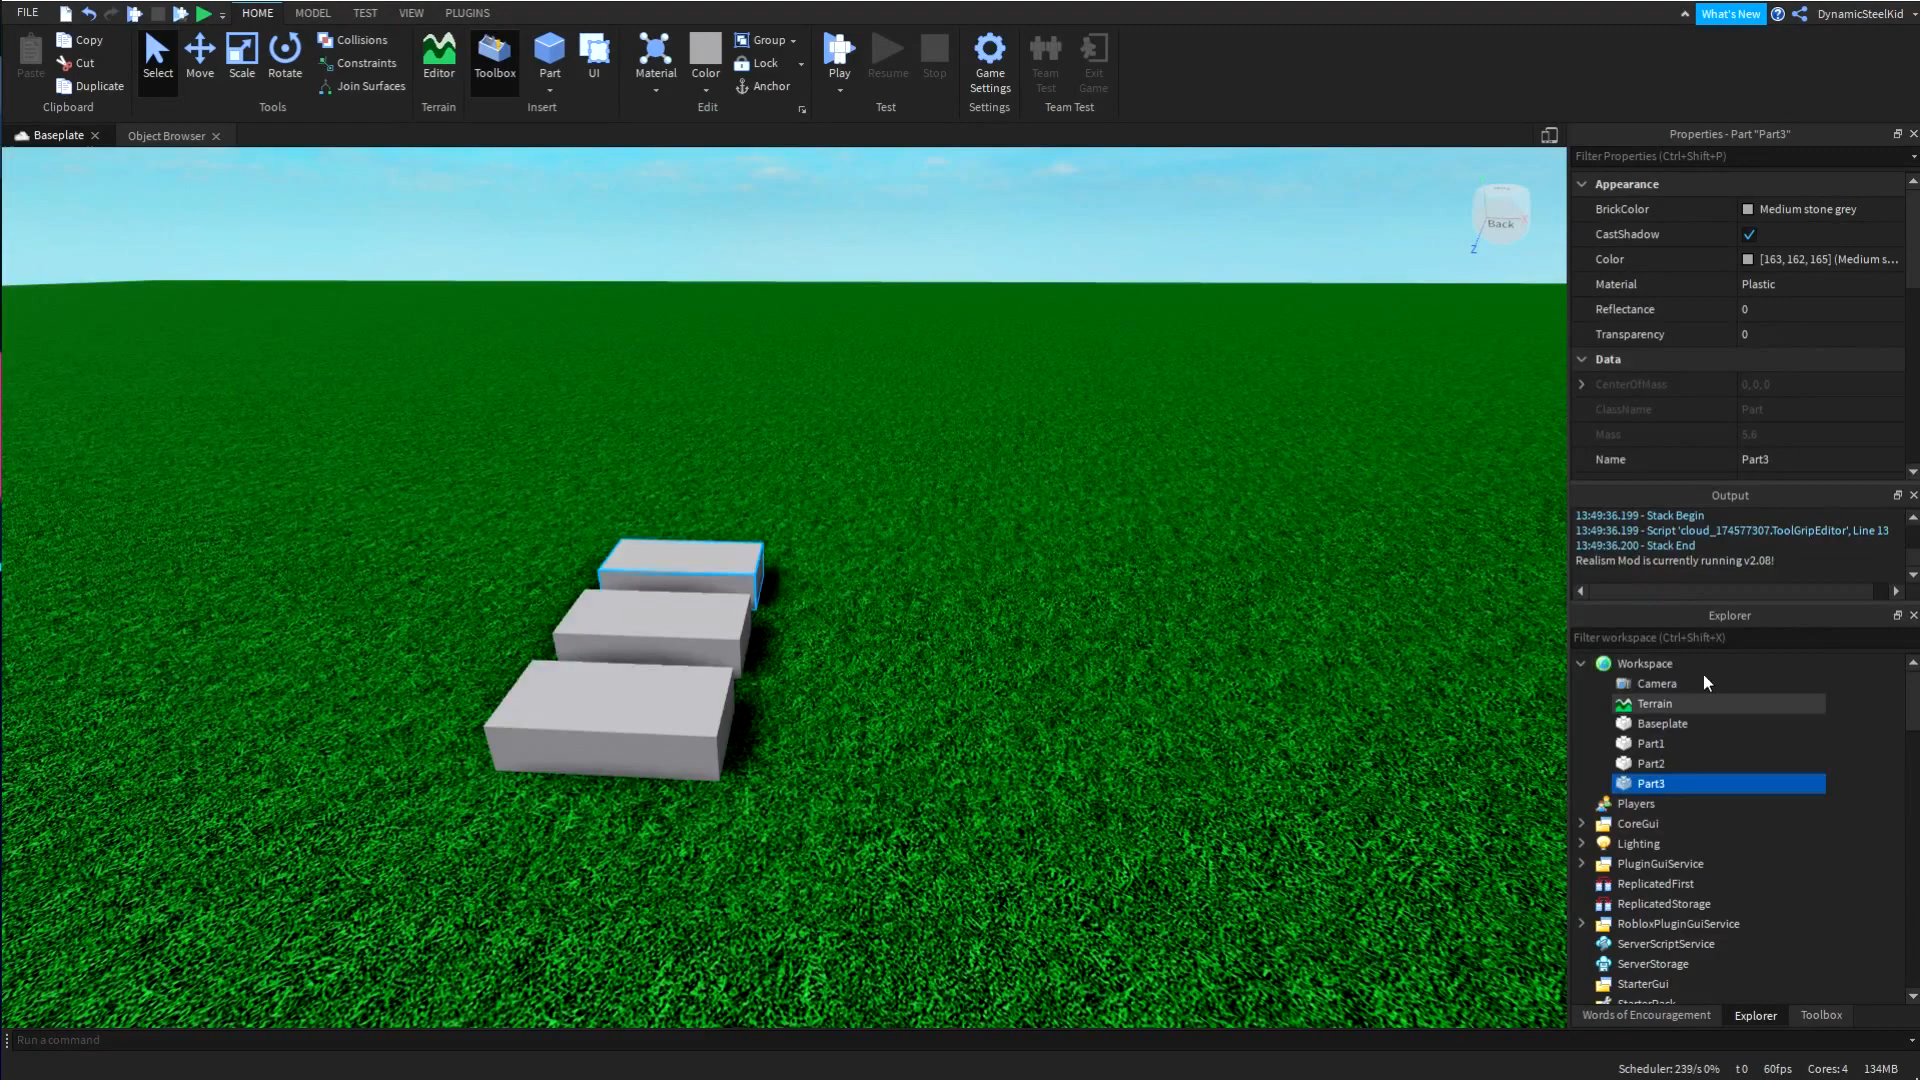 FILE
HOME
MODEL
TEST
VIEW
PLUGINS
What's New
DynamicSteelKid
Paste
Copy
Cut
Duplicate
Clipboard
Select
Move
Scale
Rotate
Collisions
Constraints
Join Surfaces
Tools
Editor
Terrain
Toolbox
Part
UI
Insert
Material
Color
Group
Lock
Anchor
Edit
Play
Resume
Stop
Test
Game
Settings
Settings
Team
Test
Exit
Game
Team Test
Baseplate
Object Browser
Back
X
Z
Properties - Part "Part3"
Filter Properties (Ctrl+Shift+P)
Appearance
BrickColor Medium stone grey
CastShadow
Color [163, 162, 165] (Medium s...
Material Plastic
Reflectance 0
Transparency 0
Data
CenterOfMass 0, 0, 0
ClassName Part
Mass 5.6
Name Part3
Output
13:49:36.199 - Stack Begin
13:49:36.199 - Script 'cloud_174577307.ToolGripEditor', Line 13
13:49:36.200 - Stack End
Realism Mod is currently running v2.08!
Explorer
Filter workspace (Ctrl+Shift+X)
Workspace
Camera
Terrain
Baseplate
Part1
Part2
Part3
Players
CoreGui
Lighting
PluginGuiService
ReplicatedFirst
ReplicatedStorage
RobloxPluginGuiService
ServerScriptService
ServerStorage
StarterGui
StarterPack
Words of Encouragement
Explorer
Toolbox
Run a command
Scheduler: 239/s 0% t 0 60fps Cores: 4 134MB